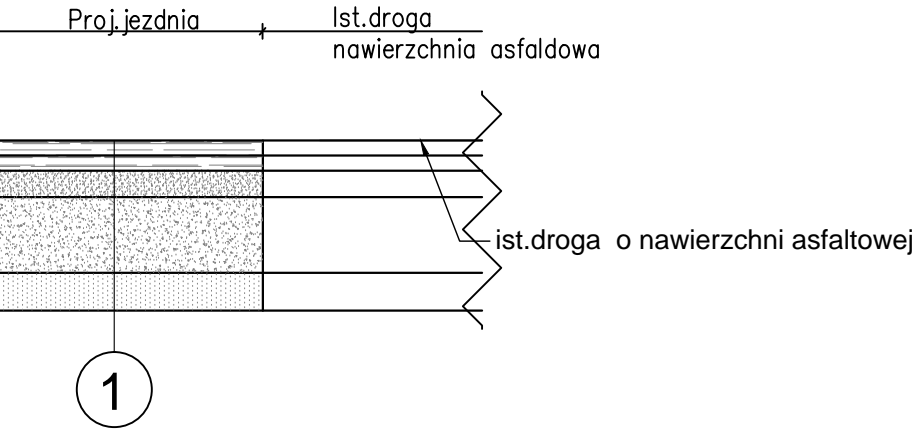 Proj.jezdnia
Ist.droga
nawierzchnia asfaldowa
ist.droga o nawierzchni asfaltowej
1